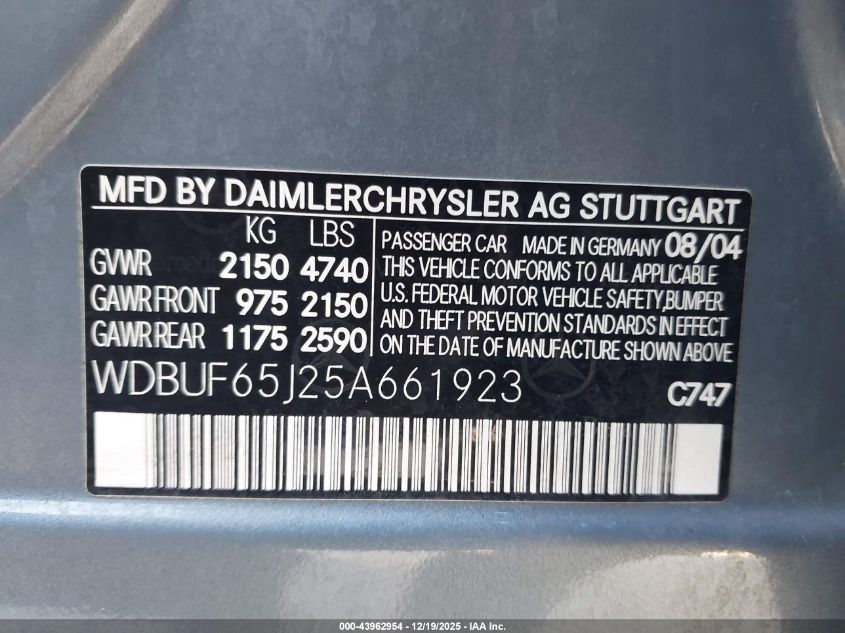 MFD BY DAIMLERCHRYSLER AG STUTTGART
KG LBS
GVWR 2150 4740
GAWR FRONT 975 2150
GAWR REAR 1175 2590
PASSENGER CAR MADE IN GERMANY 08/04
THIS VEHICLE CONFORMS TO ALL APPLICABLE
U.S. FEDERAL MOTOR VEHICLE SAFETY,BUMPER
AND THEFT PREVENTION STANDARDS IN EFFECT
ON THE DATE OF MANUFACTURE SHOWN ABOVE
WDBUF65J25A661923 C747
000-43962954 - 12/19/2025 - IAA Inc.